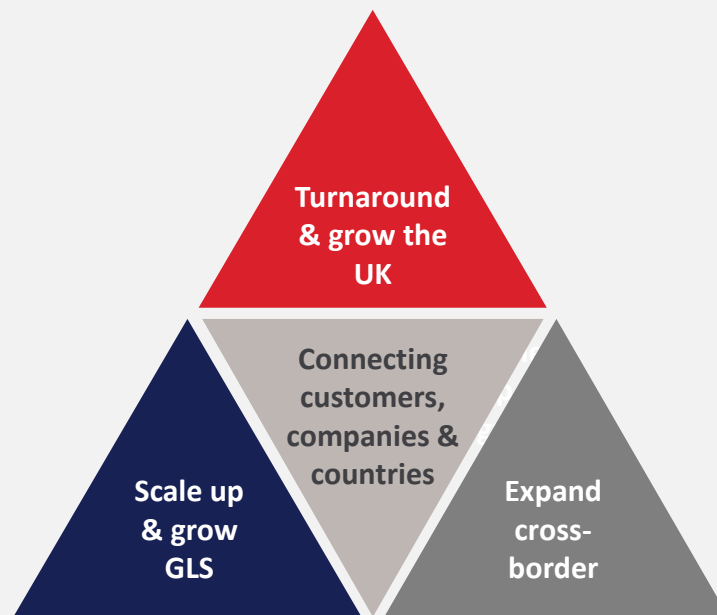 Turnaround
& grow the
UK
Connecting
customers,
companies &
countries
Scale up
& grow
GLS
Expand
cross-
border